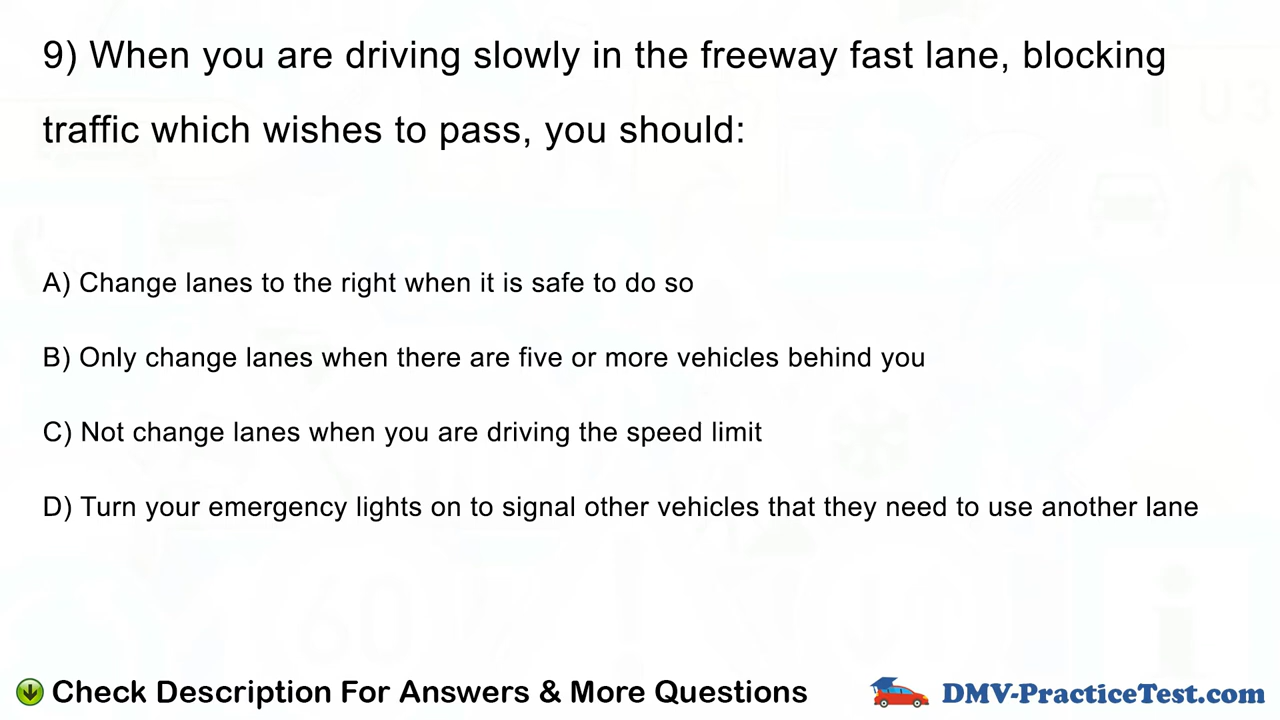 9) When you are driving slowly in the freeway fast lane, blocking
traffic which wishes to pass, you should:
A) Change lanes to the right when it is safe to do so
B) Only change lanes when there are five or more vehicles behind you
C) Not change lanes when you are driving the speed limit
D) Turn your emergency lights on to signal other vehicles that they need to use another lane
Check Description For Answers & More Questions
DMV-PracticeTest.com